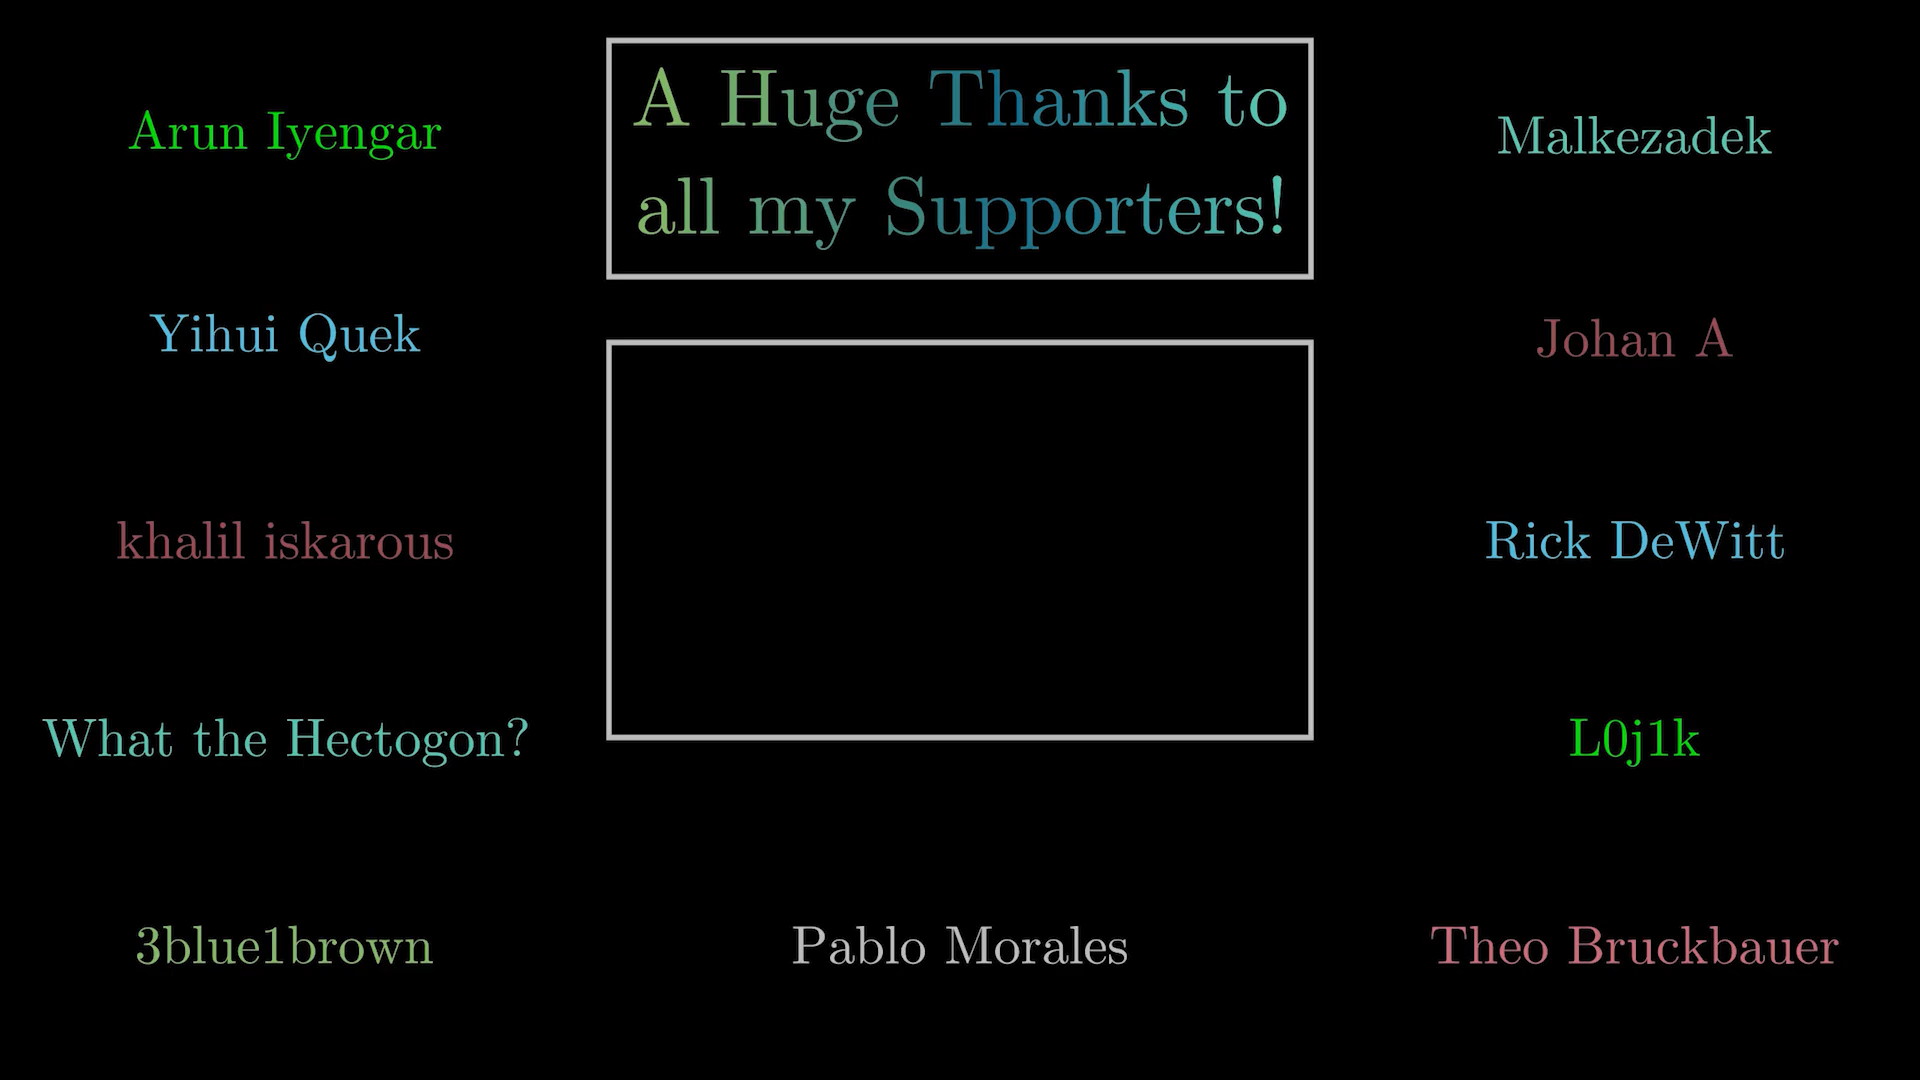 A Huge Thanks to
all my Supporters!
Arun Iyengar
Malkezadek
Yihui Quek
Johan A
khalil iskarous
Rick DeWitt
What the Hectogon?
L0j1k
3blue1brown
Pablo Morales
Theo Bruckbauer